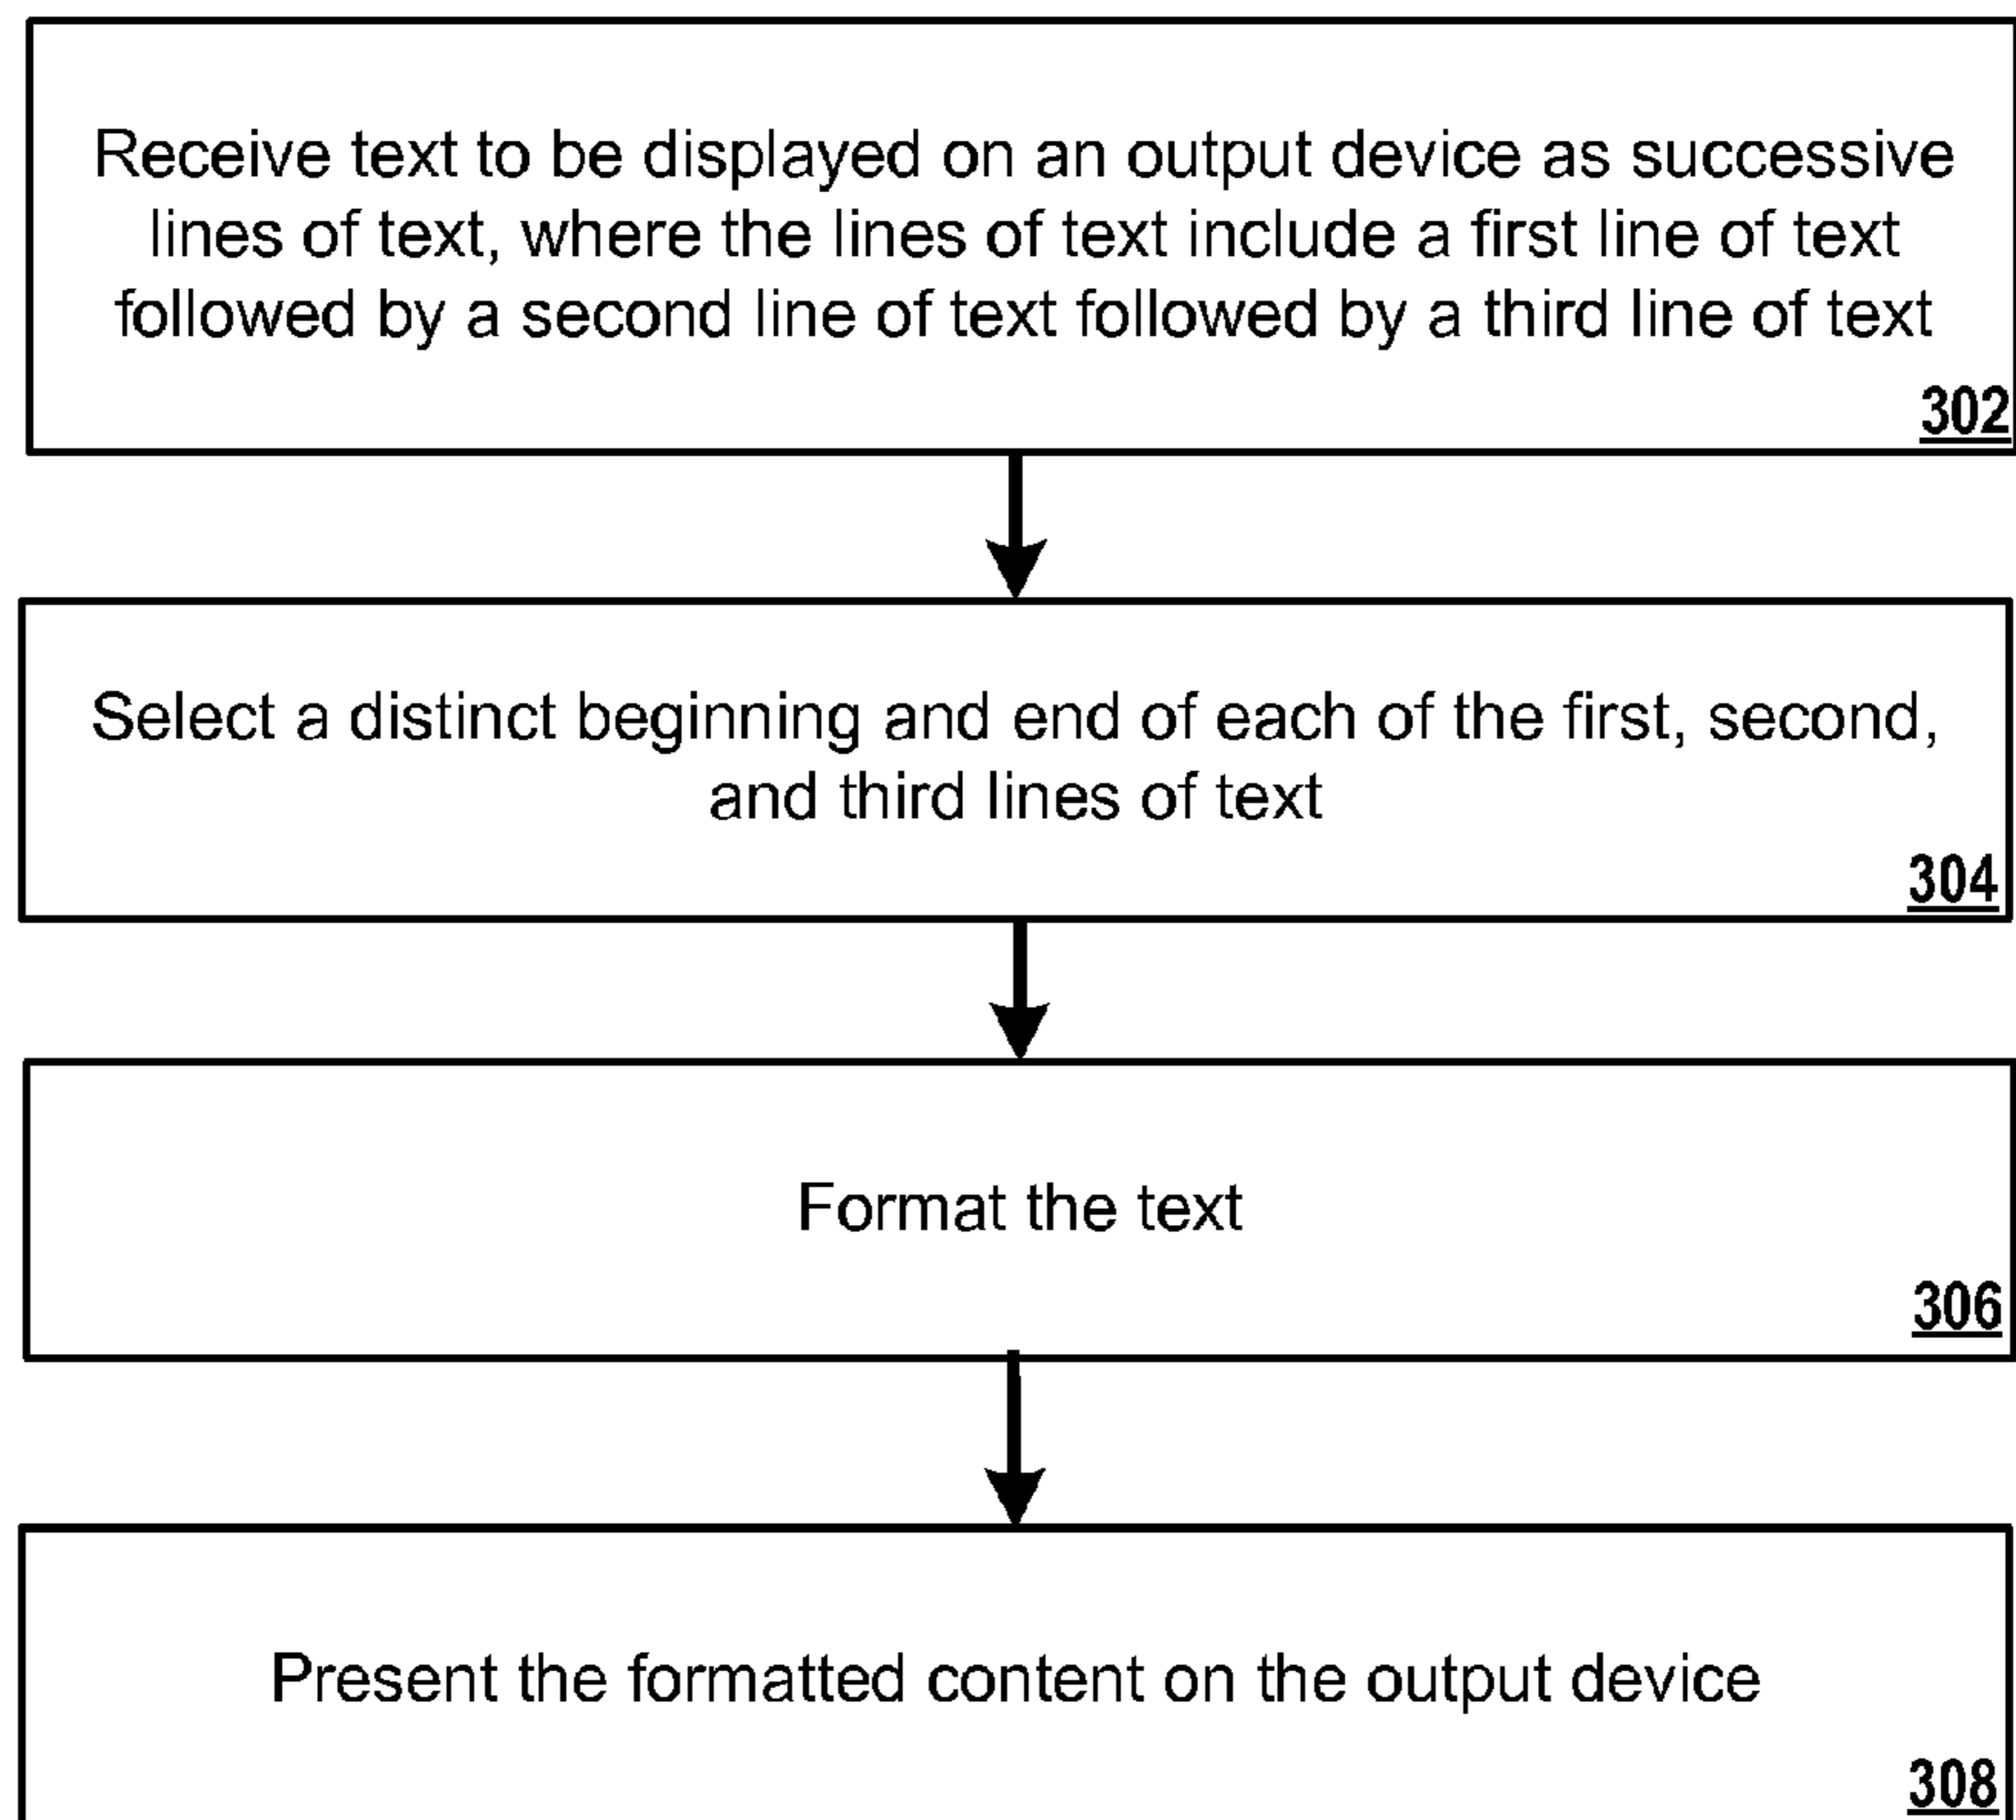 Receive text to be displayed on an output device as successive
lines of text, where the lines of text include a first line of text
followed by a second line of text followed by a third line of text
302
Select a distinct beginning and end of each of the first, second,
and third lines of text
304
Format the text
306
Present the formatted content on the output device
308